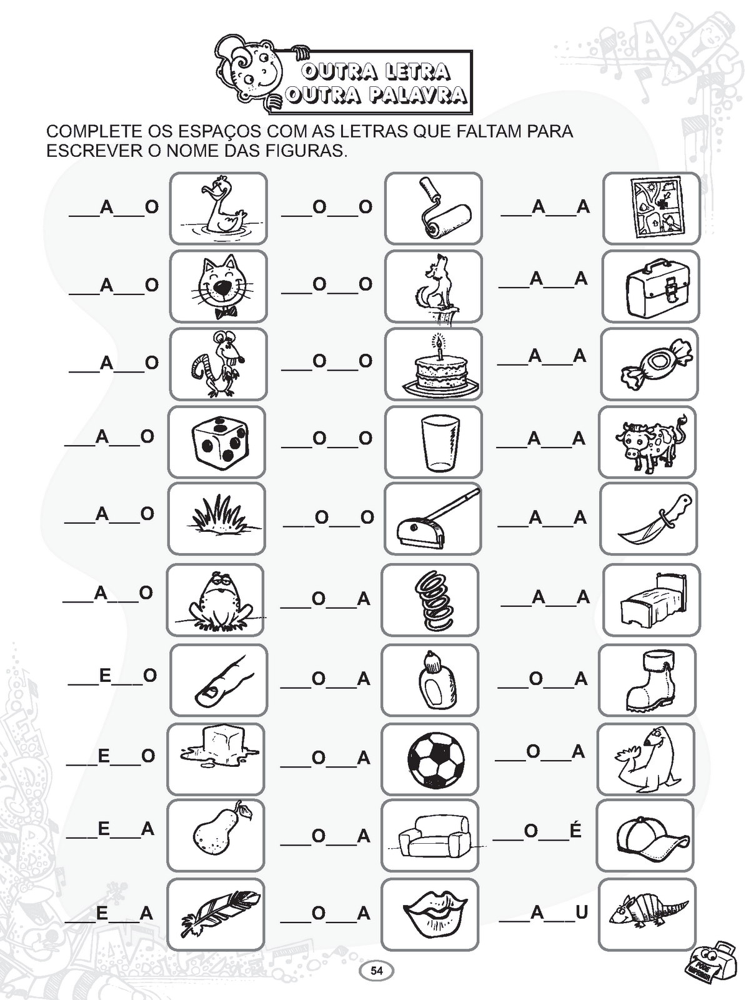 OUTRA LETRA
OUTRA PALAVRA
COMPLETE OS ESPAÇOS COM AS LETRAS QUE FALTAM PARA
ESCREVER O NOME DAS FIGURAS.
___A___O ___O___O ___A___A
___A___O ___O___O ___A___A
___A___O ___O___O ___A___A
___A___O ___O___O ___A___A
___A___O ___O___O ___A___A
___A___O ___O___A ___A___A
___E___O ___O___A ___O___A
___E___O ___O___A ___O___A
___E___A ___O___A ___O___É
___E___A ___O___A ___A___U
54
PODE
IMPRIMIR